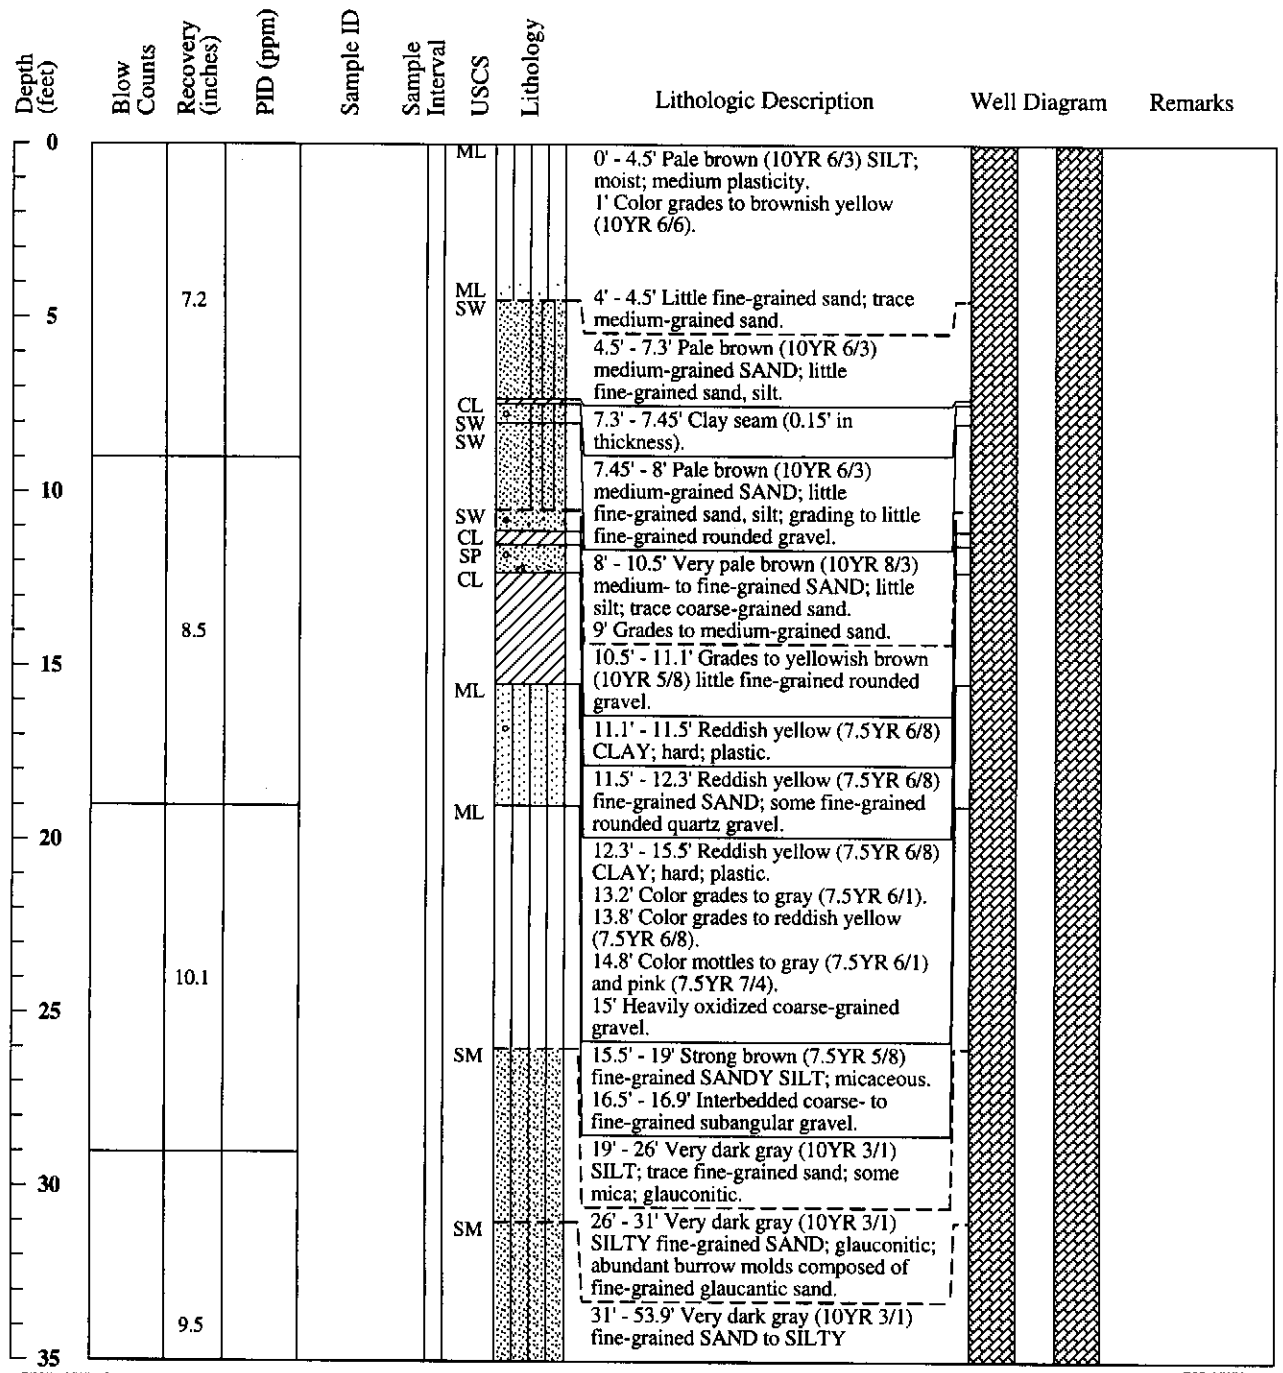 Depth (feet)
Blow Counts
Recovery (inches)
PID (ppm)
Sample ID
Sample Interval
USCS
Lithology
Lithologic Description
Well Diagram
Remarks
0
ML
0' - 4.5' Pale brown (10YR 6/3) SILT;
moist; medium plasticity.
1' Color grades to brownish yellow
(10YR 6/6).
7.2
ML
4' - 4.5' Little fine-grained sand; trace
medium-grained sand.
SW
5
4.5' - 7.3' Pale brown (10YR 6/3)
medium-grained SAND; little
fine-grained sand, silt.
CL
7.3' - 7.45' Clay seam (0.15' in
thickness).
SW
SW
7.45' - 8' Pale brown (10YR 6/3)
medium-grained SAND; little
fine-grained sand, silt; grading to little
fine-grained rounded gravel.
10
SW
CL
SP
8' - 10.5' Very pale brown (10YR 8/3)
medium- to fine-grained SAND; little
silt; trace coarse-grained sand.
9' Grades to medium-grained sand.
CL
8.5
10.5' - 11.1' Grades to yellowish brown
(10YR 5/8) little fine-grained rounded
gravel.
15
ML
11.1' - 11.5' Reddish yellow (7.5YR 6/8)
CLAY; hard; plastic.
11.5' - 12.3' Reddish yellow (7.5YR 6/8)
fine-grained SAND; some fine-grained
rounded quartz gravel.
ML
20
12.3' - 15.5' Reddish yellow (7.5YR 6/8)
CLAY; hard; plastic.
13.2' Color grades to gray (7.5YR 6/1).
13.8' Color grades to reddish yellow
(7.5YR 6/8).
14.8' Color mottles to gray (7.5YR 6/1)
and pink (7.5YR 7/4).
15' Heavily oxidized coarse-grained
gravel.
10.1
25
SM
15.5' - 19' Strong brown (7.5YR 5/8)
fine-grained SANDY SILT; micaceous.
16.5' - 16.9' Interbedded coarse- to
fine-grained subangular gravel.
19' - 26' Very dark gray (10YR 3/1)
SILT; trace fine-grained sand; some
mica; glauconitic.
30
SM
26' - 31' Very dark gray (10YR 3/1)
SILTY fine-grained SAND; glauconitic;
abundant burrow molds composed of
fine-grained glaucantic sand.
9.5
31' - 53.9' Very dark gray (10YR 3/1)
fine-grained SAND to SILTY
35